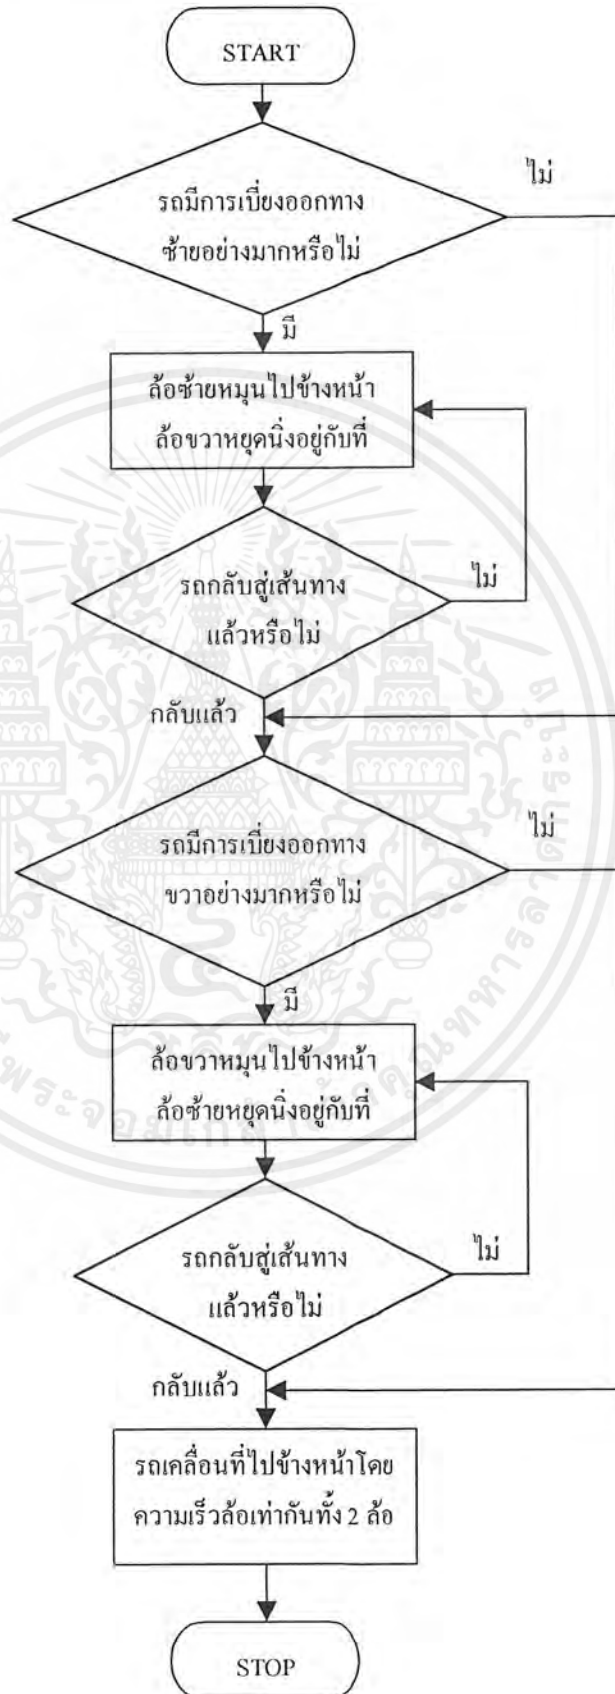 START
ไม่
รถมีการเบี่ยงออกทาง
ซ้ายอย่างมากหรือไม่
มี
ล้อซ้ายหมุนไปข้างหน้า
ล้อขวาหยุดนิ่งอยู่กับที่
รถกลับสู่เส้นทาง
แล้วหรือไม่
ไม่
กลับแล้ว
ไม่
รถมีการเบี่ยงออกทาง
ขวาอย่างมากหรือไม่
มี
ล้อขวาหมุนไปข้างหน้า
ล้อซ้ายหยุดนิ่งอยู่กับที่
รถกลับสู่เส้นทาง
แล้วหรือไม่
ไม่
กลับแล้ว
รถเคลื่อนที่ไปข้างหน้าโดย
ความเร็วล้อเท่ากันทั้ง 2 ล้อ
STOP